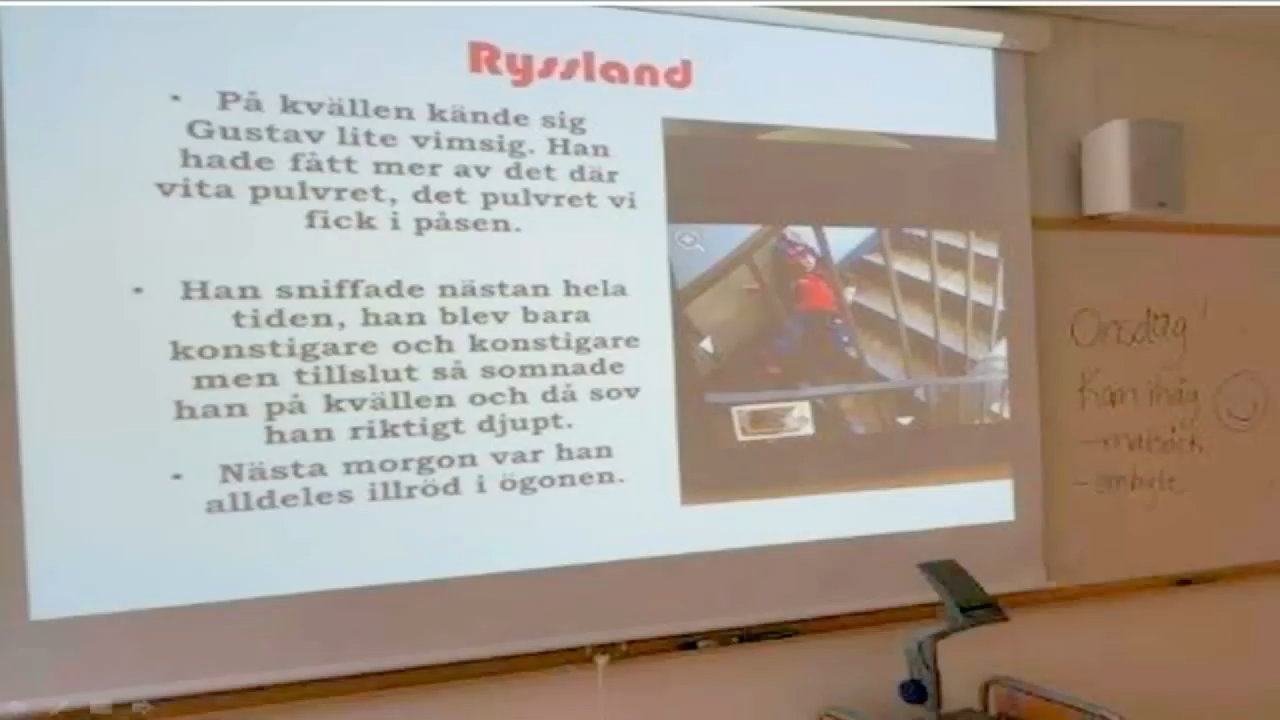 Ryssland
• På kvällen kände sig
Gustav lite vimsig. Han
hade fått mer av det där
vita pulvret, det pulvret vi
fick i påsen.
• Han sniffade nästan hela
tiden, han blev bara
konstigare och konstigare
men tillslut så somnade
han på kvällen och då sov
han riktigt djupt.
• Nästa morgon var han
alldeles illröd i ögonen.
Onsdag
Kom ihåg
- matsäck
- ombyte